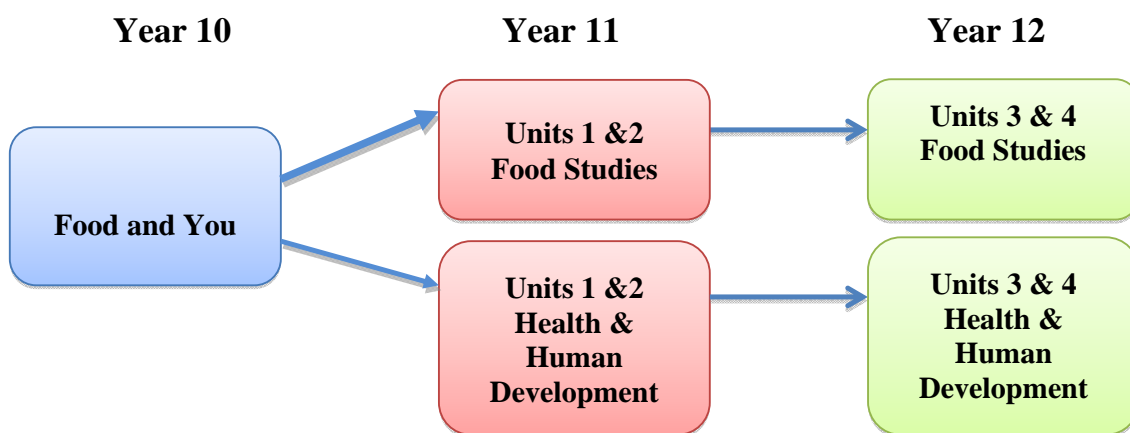 Year 10
Year 11
Year 12
Food and You
Units 1 &2
Food Studies
Units 3 & 4
Food Studies
Units 1 &2
Health &
Human
Development
Units 3 & 4
Health &
Human
Development